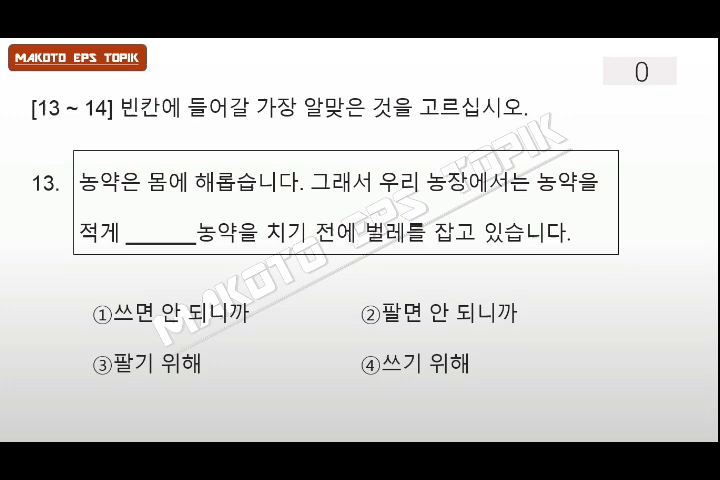 MAKOTO EPS TOPIK
0
[13 ~ 14] 빈칸에 들어갈 가장 알맞은 것을 고르십시오.
13. 농약은 몸에 해롭습니다. 그래서 우리 농장에서는 농약을
적게 ______농약을 치기 전에 벌레를 잡고 있습니다.
①쓰면 안 되니까 ②팔면 안 되니까
③팔기 위해 ④쓰기 위해
MAKOTO EPS TOPIK